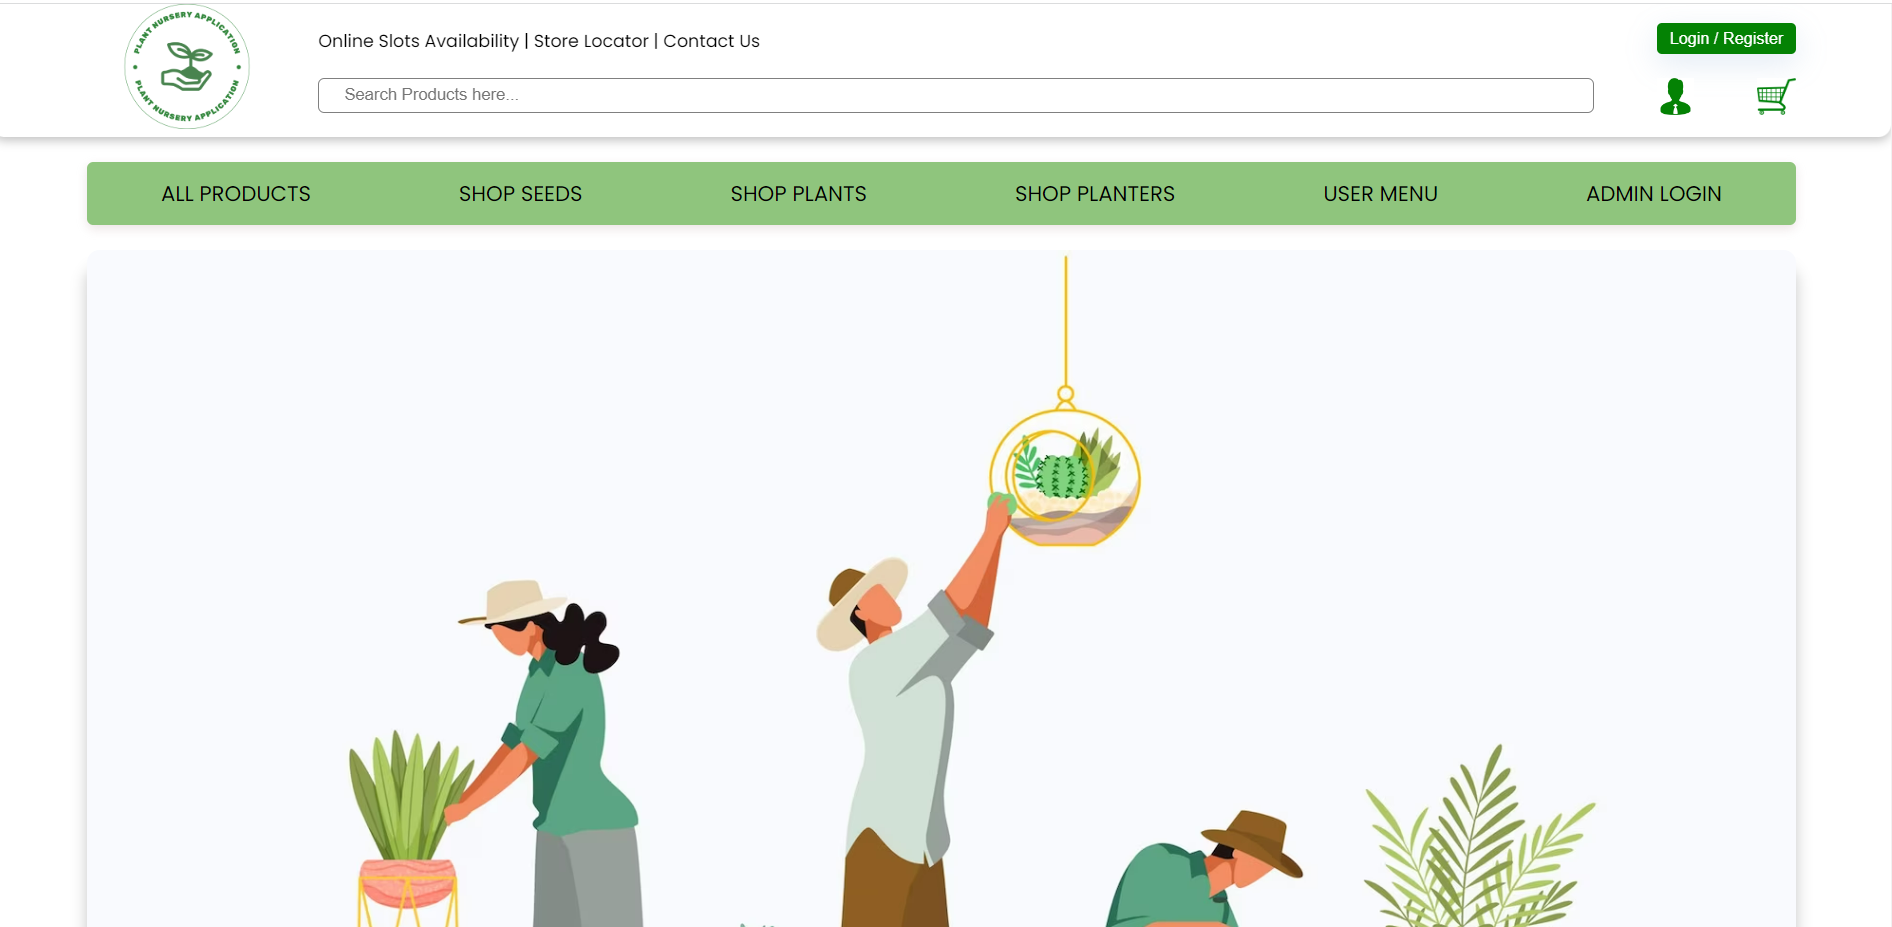 PLANT NURSERY APPLICATION
PLANT NURSERY APPLICATION
Online Slots Availability | Store Locator | Contact Us
Login / Register
Search Products here...
ALL PRODUCTS SHOP SEEDS SHOP PLANTS SHOP PLANTERS USER MENU ADMIN LOGIN